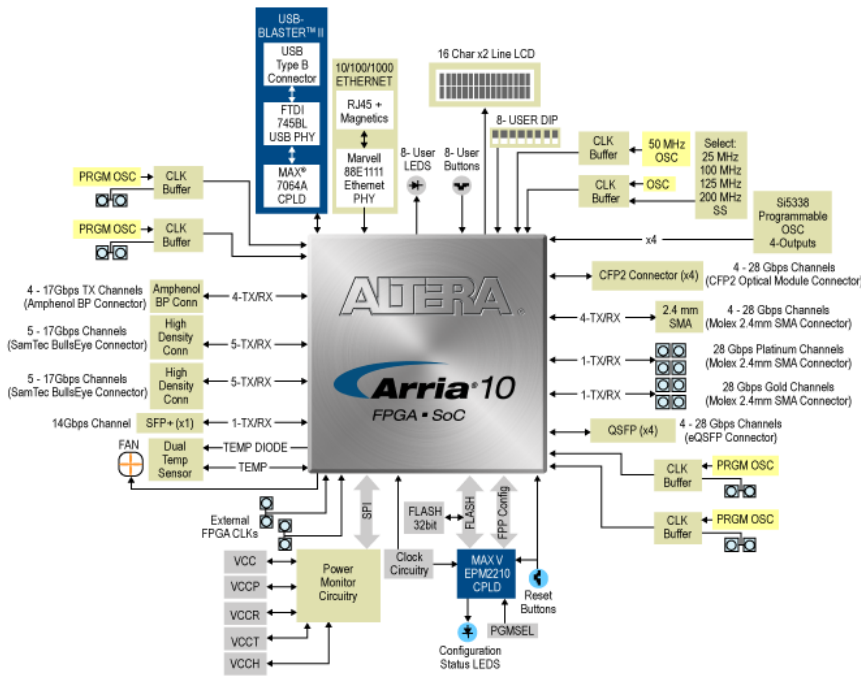 USB-
BLASTER™ II
USB
Type B
Connector
FTDI
745BL
USB PHY
MAX®
7064A
CPLD
10/100/1000
ETHERNET
RJ45 +
Magnetics
Marvell
88E1111
Ethernet
PHY
16 Char x2 Line LCD
8- USER DIP
8- User
LEDS
8- User
Buttons
CLK
Buffer
50 MHz
OSC
CLK
Buffer
OSC
Select:
25 MHz
100 MHz
125 MHz
200 MHz
SS
Si5338
Programmable
OSC
4-Outputs
x4
PRGM OSC
CLK
Buffer
PRGM OSC
CLK
Buffer
4 - 17Gbps TX Channels
(Amphenol BP Connector)
Amphenol
BP Conn
4-TX/RX
5 - 17Gbps Channels
(SamTec BullsEye Connector)
High
Density
Conn
5-TX/RX
5 - 17Gbps Channels
(SamTec BullsEye Connector)
High
Density
Conn
5-TX/RX
14Gbps Channel
SFP+ (x1)
1-TX/RX
FAN
Dual
Temp
Sensor
TEMP DIODE
TEMP
ALTERA®
Arria® 10
FPGA ▪ SoC
CFP2 Connector (x4)
4 - 28 Gbps Channels
(CFP2 Optical Module Connector)
4-TX/RX
2.4 mm
SMA
4 - 28 Gbps Channels
(Molex 2.4mm SMA Connector)
1-TX/RX
28 Gbps Platinum Channels
(Molex 2.4mm SMA Connector)
1-TX/RX
28 Gbps Gold Channels
(Molex 2.4mm SMA Connector)
QSFP (x4)
4 - 28 Gbps Channels
(eQSFP Connector)
CLK
Buffer
PRGM OSC
CLK
Buffer
PRGM OSC
External
FPGA CLKs
SPI
FLASH
32bit
FLASH
FPP Config
VCC
VCCP
VCCR
VCCT
VCCH
Power
Monitor
Circuitry
Clock
Circuitry
MAX V
EPM2210
CPLD
Reset
Buttons
PGMSEL
Configuration
Status LEDS